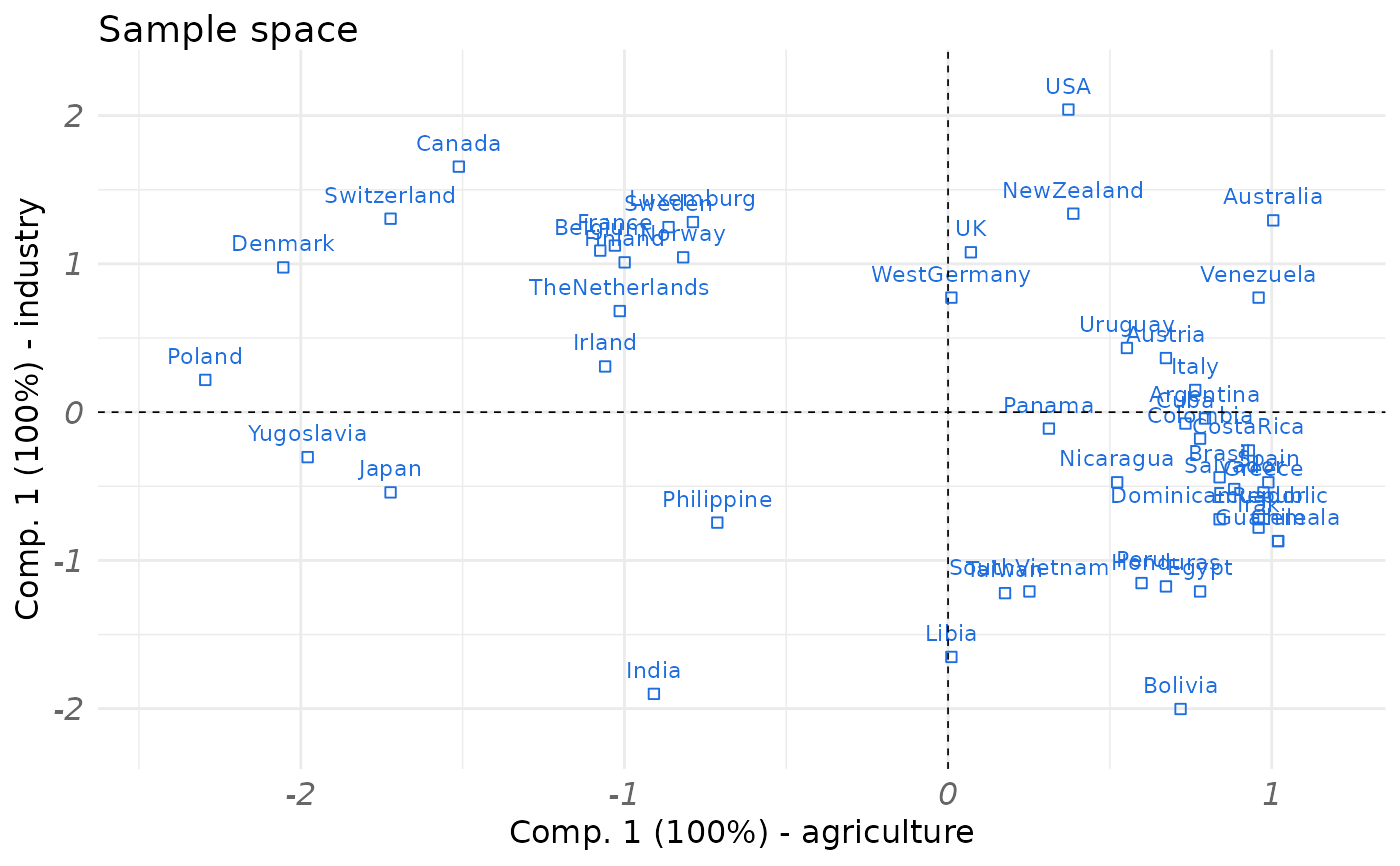 Sample space
USA
Canada
Switzerland
NewZealand
Australia
Luxemburg
Sweden
France
Belgium
Finland
Norway
UK
Denmark
WestGermany
Venezuela
TheNetherlands
Uruguay
Austria
Irland
Poland
Italy
Argentina
Cuba
Panama
Colombia
CostaRica
Yugoslavia
Brasil
Spain
Nicaragua
Salvador
Greece
Japan
DominicanRepublic
Ecuador
Philippine
Irak
Guatemala
Chile
Peru
Honduras
SouthVietnam
Taiwan
Egypt
Libia
India
Bolivia
2
1
0
-1
-2
-2
-1
0
1
Comp. 1 (100%) - industry
Comp. 1 (100%) - agriculture